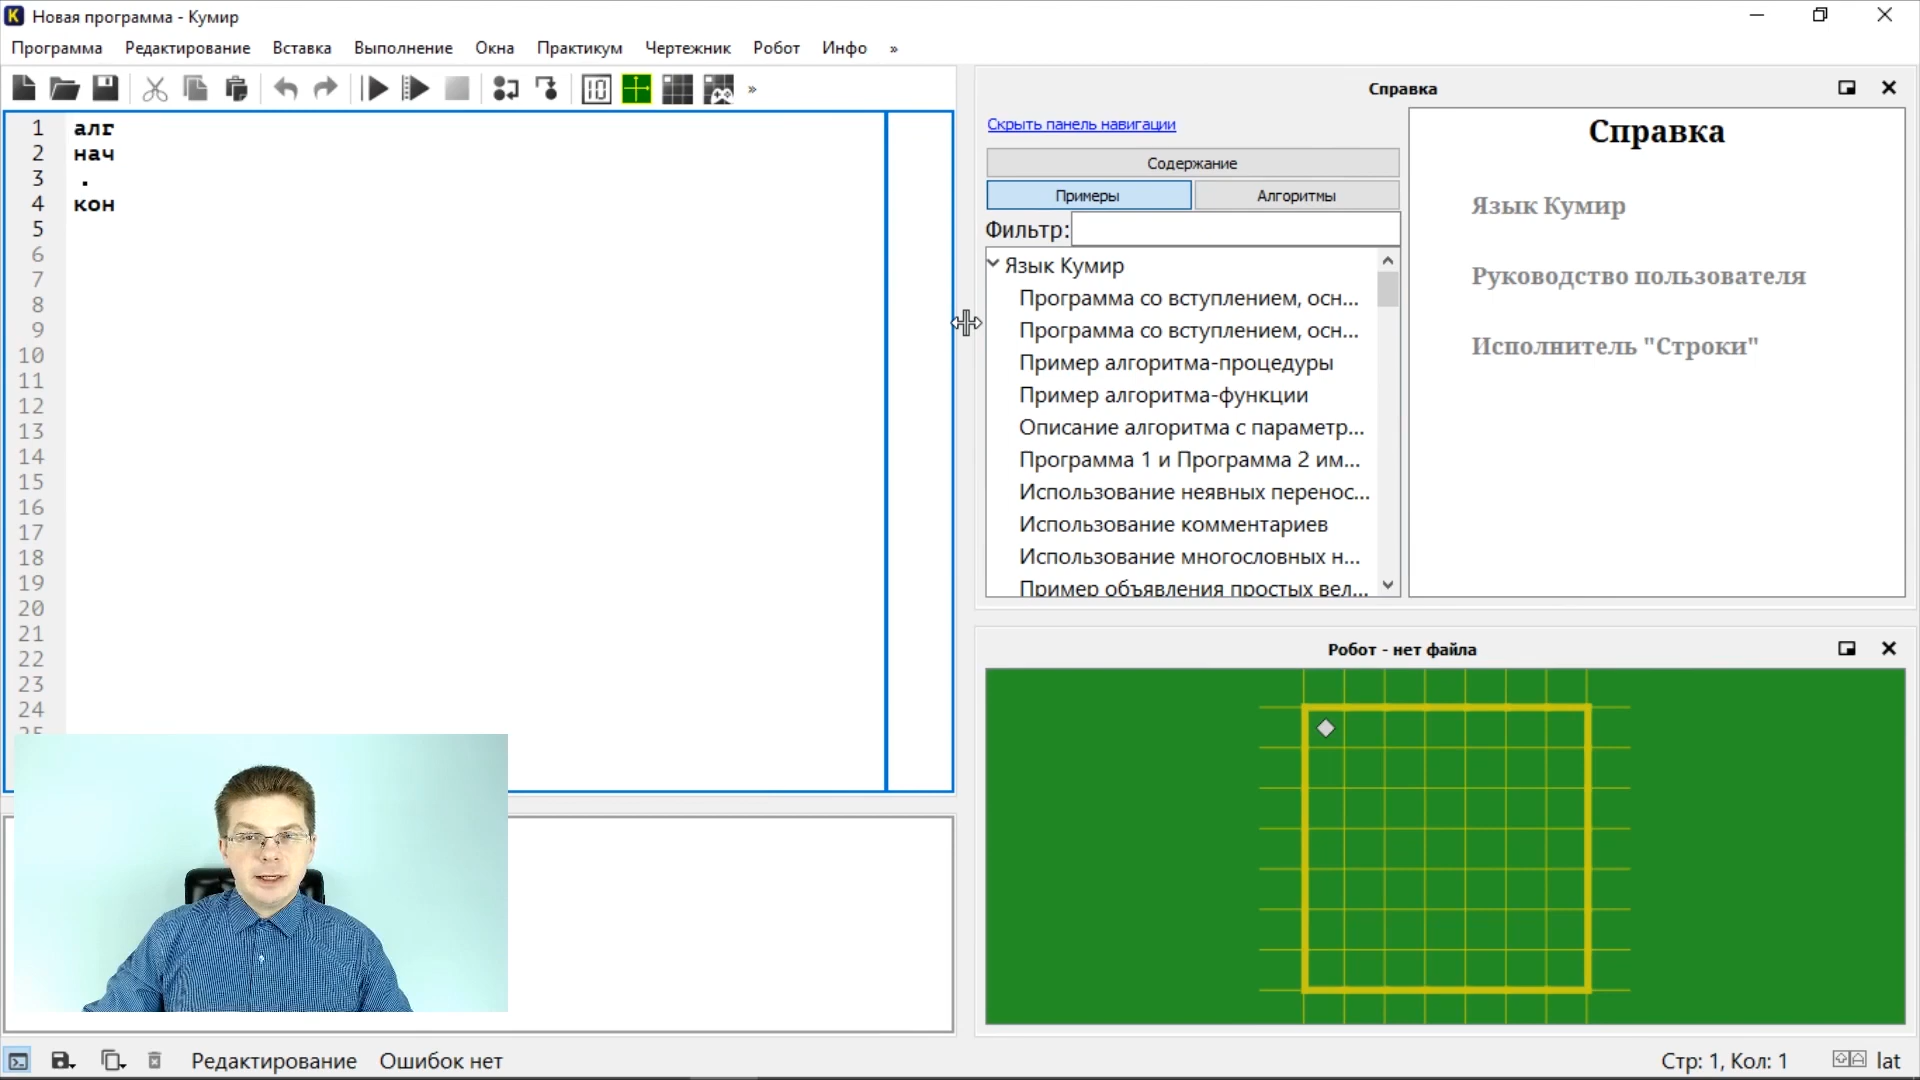 Новая программа - Кумир
Программа Редактирование Вставка Выполнение Окна Практикум Чертежник Робот Инфо »
»
1 алг
2 нач
3 .
4 кон
5
6
7
8
9
10
11
12
13
14
15
16
17
18
19
20
21
22
23
24
25
Справка
Скрыть панель навигации
Содержание
Примеры Алгоритмы
Фильтр:
Язык Кумир
Программа со вступлением, осн...
Программа со вступлением, осн...
Пример алгоритма-процедуры
Пример алгоритма-функции
Описание алгоритма с параметр...
Программа 1 и Программа 2 им...
Использование неявных перенос...
Использование комментариев
Использование многословных н...
Пример объявления простых вел...
Справка
Язык Кумир
Руководство пользователя
Исполнитель "Строки"
Робот - нет файла
Редактирование Ошибок нет
Стр: 1, Кол: 1 lat